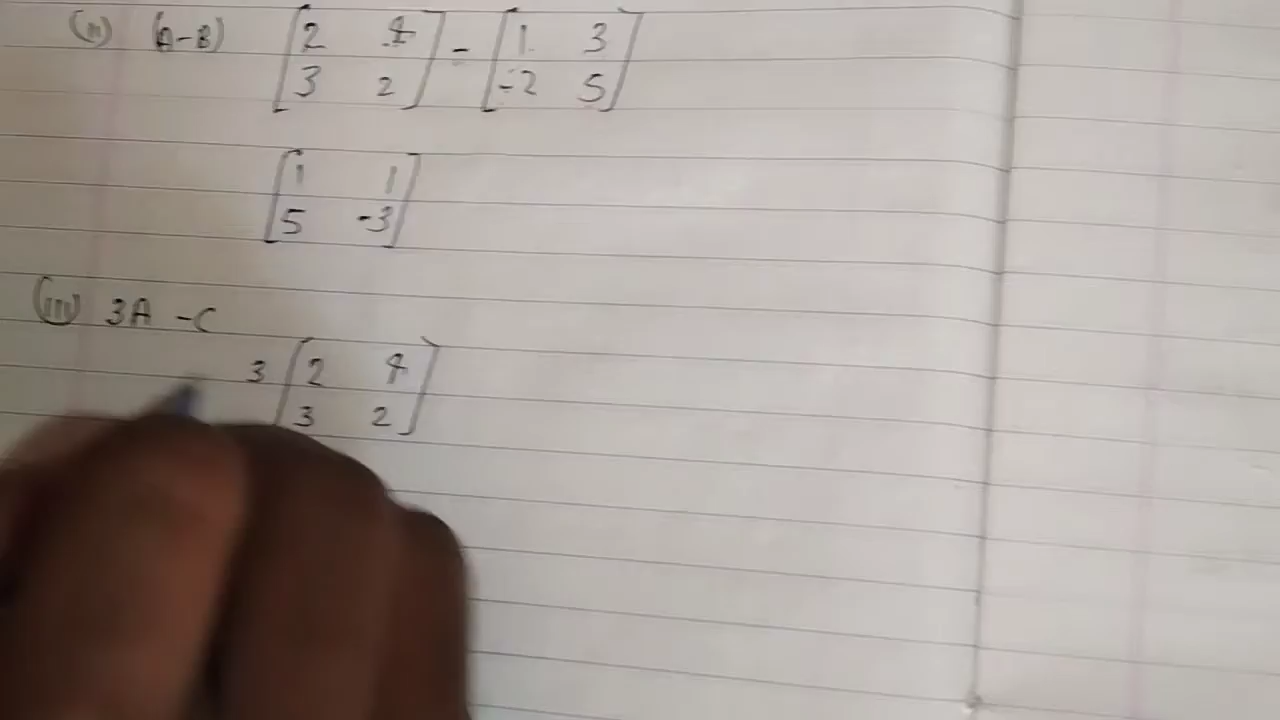 (ii) (A-B) [2 4 - [1 3
3 2] -2 5]
[1 1
5 -3]
(iii) 3A - C
3 [2 4
3 2]